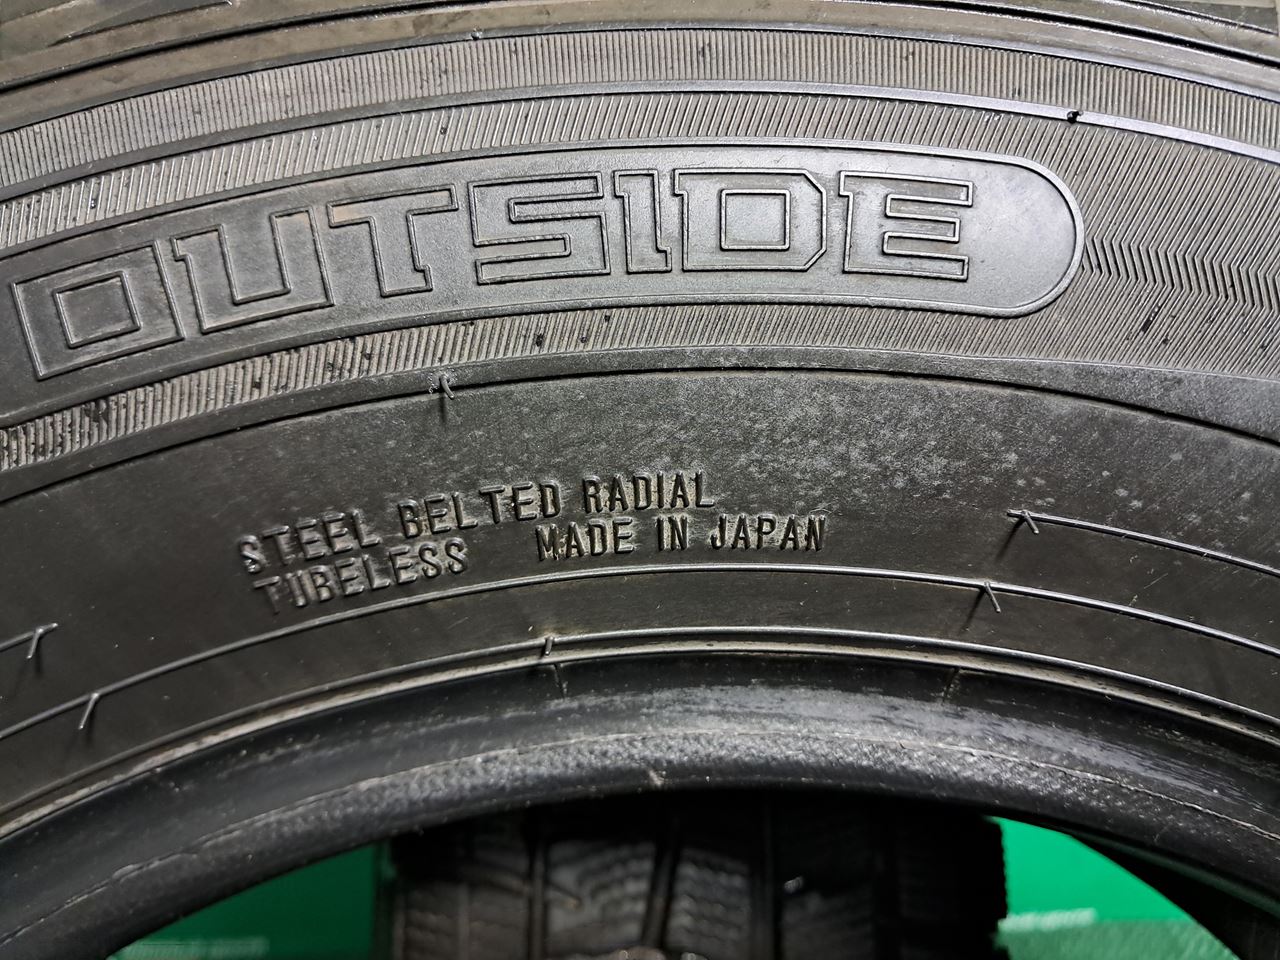 OUTSIDE
STEEL BELTED RADIAL
TUBELESS MADE IN JAPAN